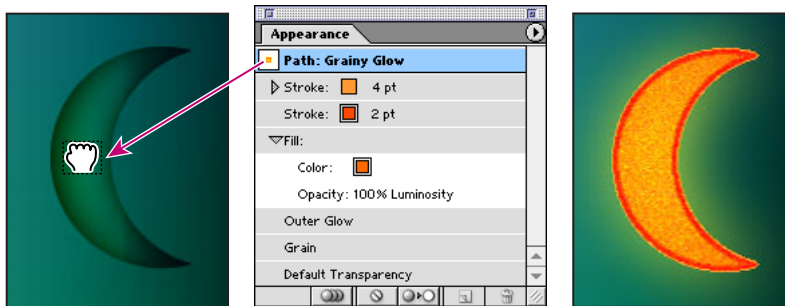 Appearance
Path: Grainy Glow
Stroke: 4 pt
Stroke: 2 pt
Fill:
Color:
Opacity: 100% Luminosity
Outer Glow
Grain
Default Transparency